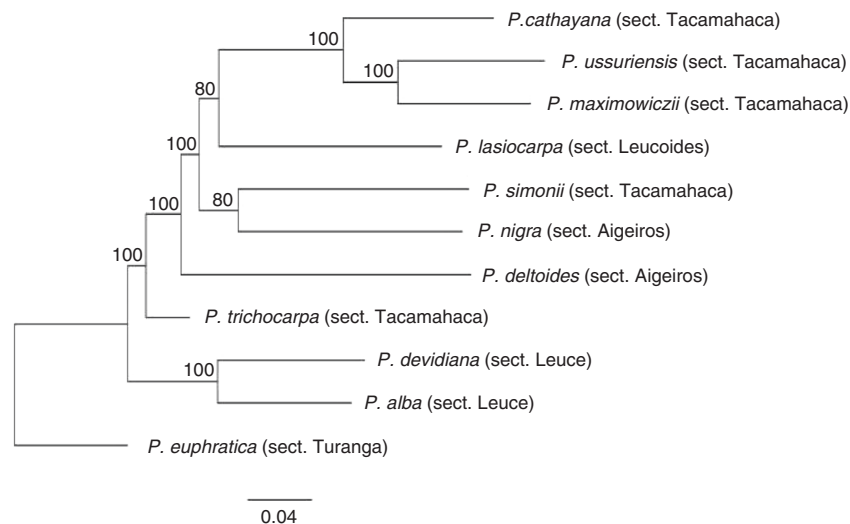 P.cathayana (sect. Tacamahaca)
100
100
P. ussuriensis (sect. Tacamahaca)
P. maximowiczii (sect. Tacamahaca)
80
P. lasiocarpa (sect. Leucoides)
100
P. simonii (sect. Tacamahaca)
80
P. nigra (sect. Aigeiros)
100
P. deltoides (sect. Aigeiros)
100
P. trichocarpa (sect. Tacamahaca)
P. devidiana (sect. Leuce)
100
P. alba (sect. Leuce)
P. euphratica (sect. Turanga)
0.04